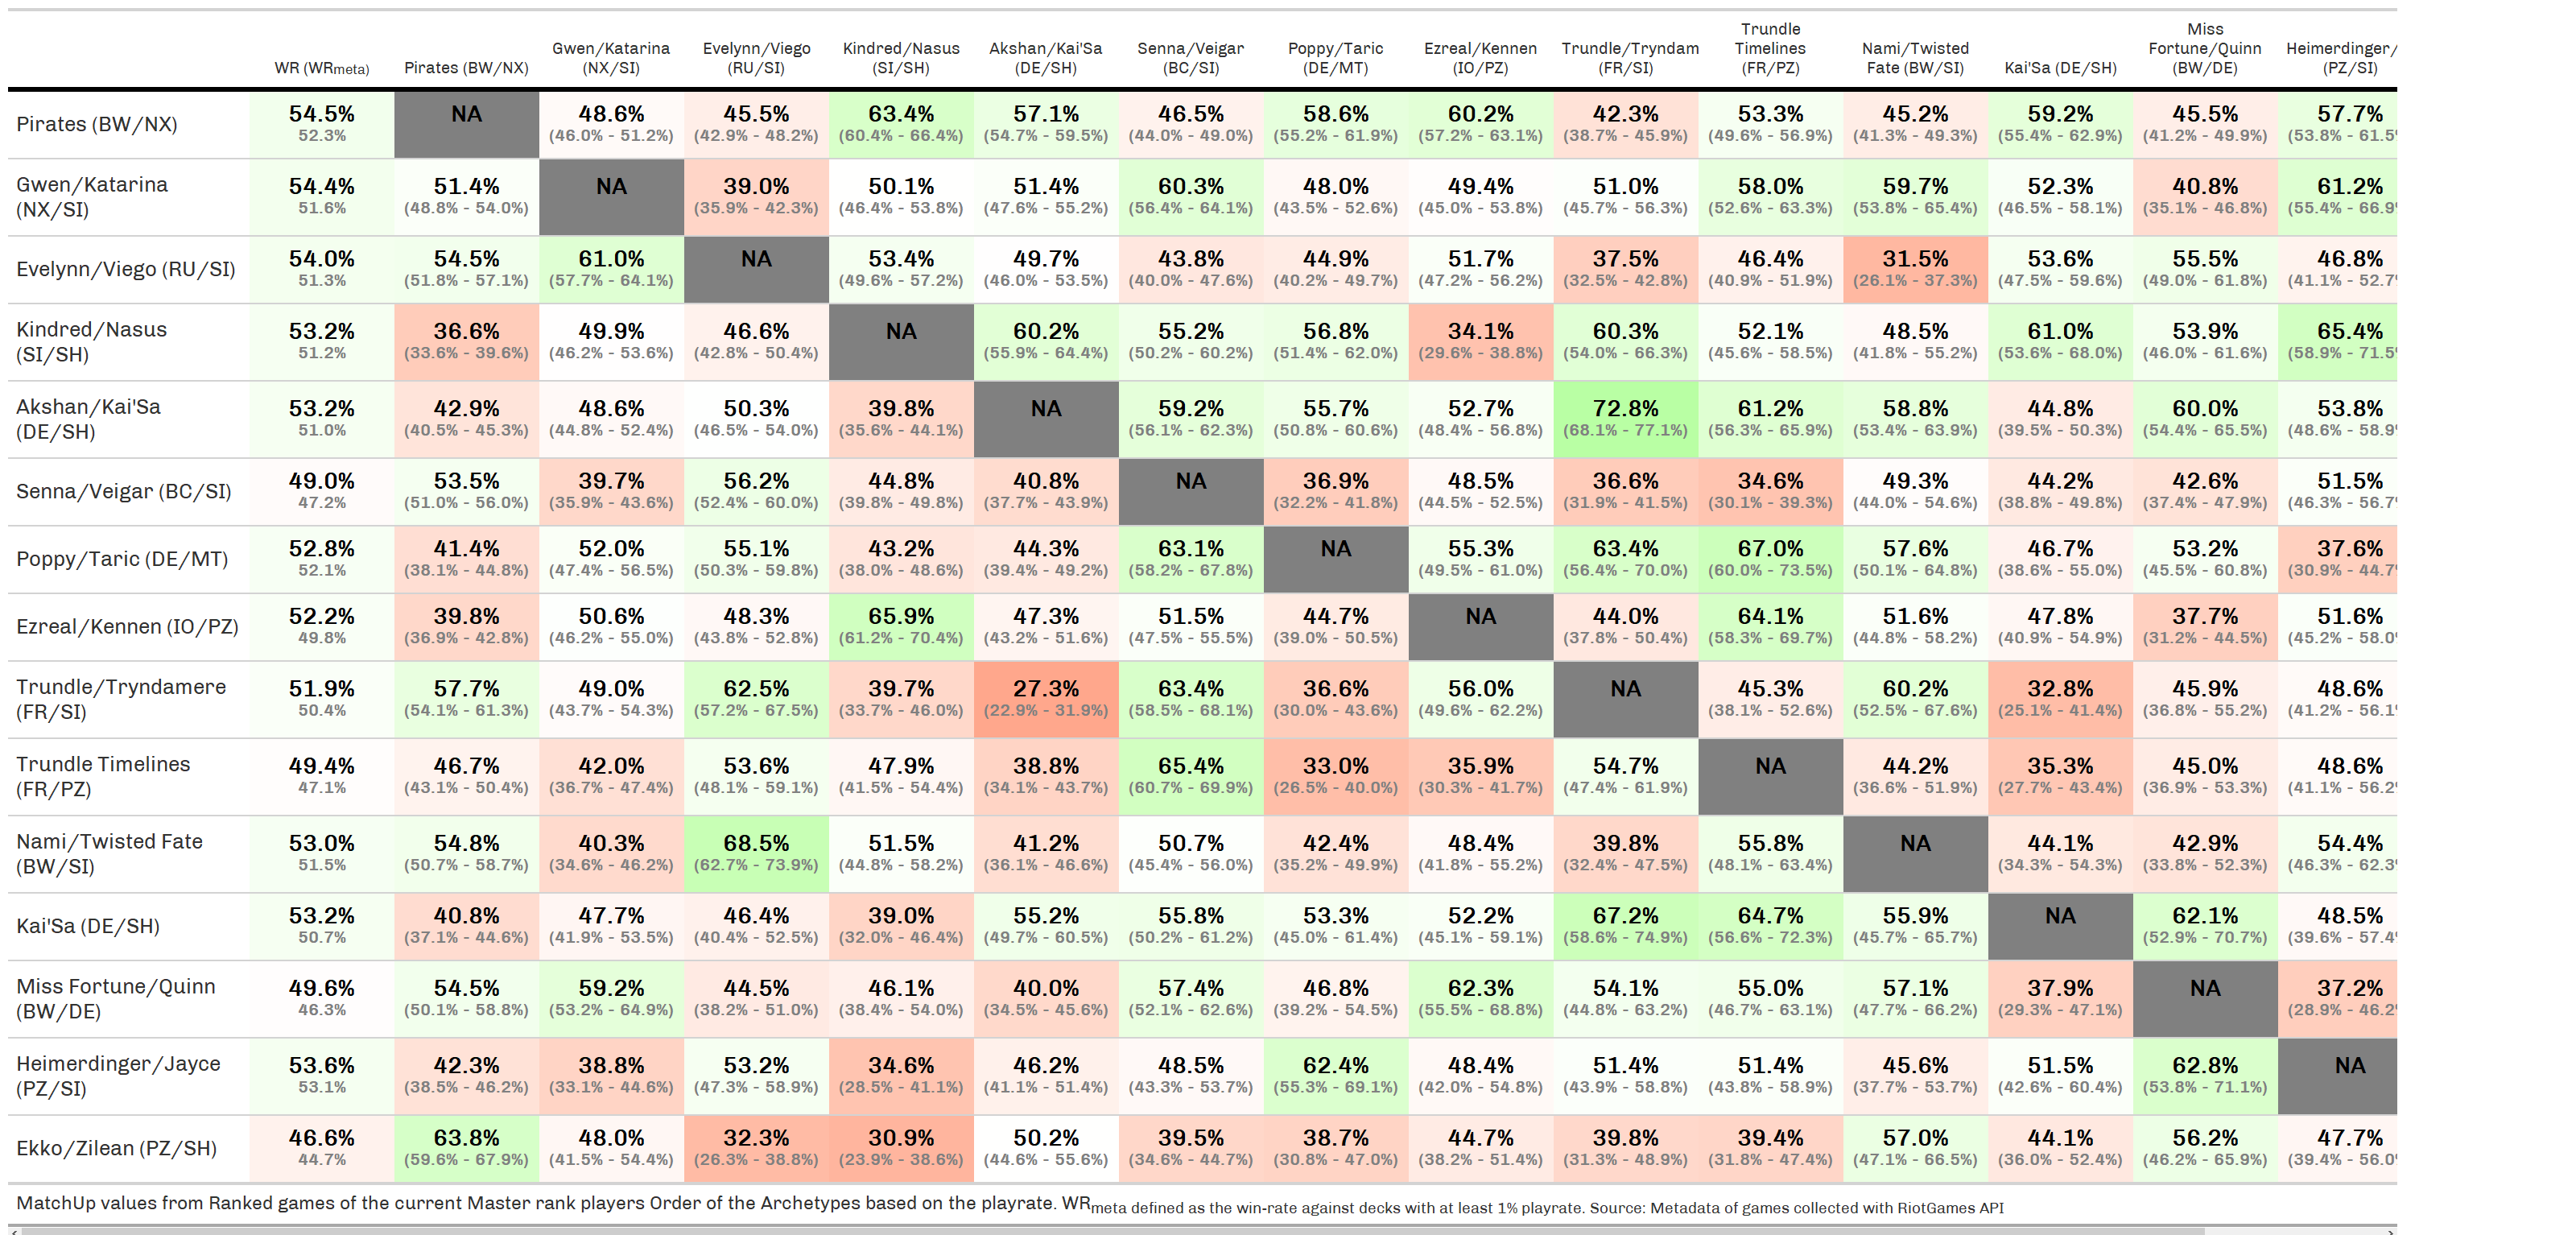 Miss
Trundle
Gwen/Katarina Evelynn/Viego Kindred/Nasus Akshan/Kai'Sa Senna/Veigar Poppy/Taric Ezreal/Kennen Trundle/Tryndam Timelines Nami/Twisted Fortune/Quinn Heimerdinger/
WR (WRmeta) Pirates (BW/NX) (NX/SI) (RU/SI) (SI/SH) (DE/SH) (BC/SI) (DE/MT) (IO/PZ) (FR/SI) (FR/PZ) Fate (BW/SI) Kai'Sa (DE/SH) (BW/DE) (PZ/SI)
Pirates (BW/NX) 54.5% NA 48.6% 45.5% 63.4% 57.1% 46.5% 58.6% 60.2% 42.3% 53.3% 45.2% 59.2% 45.5% 57.7%
52.3% (46.0% - 51.2%) (42.9% - 48.2%) (60.4% - 66.4%) (54.7% - 59.5%) (44.0% - 49.0%) (55.2% - 61.9%) (57.2% - 63.1%) (38.7% - 45.9%) (49.6% - 56.9%) (41.3% - 49.3%) (55.4% - 62.9%) (41.2% - 49.9%) (53.8% - 61.5
Gwen/Katarina 54.4% 51.4% NA 39.0% 50.1% 51.4% 60.3% 48.0% 49.4% 51.0% 58.0% 59.7% 52.3% 40.8% 61.2%
(NX/SI) 51.6% (48.8% - 54.0%) (35.9% - 42.3%) (46.4% - 53.8%) (47.6% - 55.2%) (56.4% - 64.1%) (43.5% - 52.6%) (45.0% - 53.8%) (45.7% - 56.3%) (52.6% - 63.3%) (53.8% - 65.4%) (46.5% - 58.1%) (35.1% - 46.8%) (55.4% - 66.9
Evelynn/Viego (RU/SI) 54.0% 54.5% 61.0% NA 53.4% 49.7% 43.8% 44.9% 51.7% 37.5% 46.4% 31.5% 53.6% 55.5% 46.8%
51.3% (51.8% - 57.1%) (57.7% - 64.1%) (49.6% - 57.2%) (46.0% - 53.5%) (40.0% - 47.6%) (40.2% - 49.7%) (47.2% - 56.2%) (32.5% - 42.8%) (40.9% - 51.9%) (26.1% - 37.3%) (47.5% - 59.6%) (49.0% - 61.8%) (41.1% - 52.7
Kindred/Nasus 53.2% 36.6% 49.9% 46.6% NA 60.2% 55.2% 56.8% 34.1% 60.3% 52.1% 48.5% 61.0% 53.9% 65.4%
(SI/SH) 51.2% (33.6% - 39.6%) (46.2% - 53.6%) (42.8% - 50.4%) (55.9% - 64.4%) (50.2% - 60.2%) (51.4% - 62.0%) (29.6% - 38.8%) (54.0% - 66.3%) (45.6% - 58.5%) (41.8% - 55.2%) (53.6% - 68.0%) (46.0% - 61.6%) (58.9% - 71.5
Akshan/Kai'Sa 53.2% 42.9% 48.6% 50.3% 39.8% NA 59.2% 55.7% 52.7% 72.8% 61.2% 58.8% 44.8% 60.0% 53.8%
(DE/SH) 51.0% (40.5% - 45.3%) (44.8% - 52.4%) (46.5% - 54.0%) (35.6% - 44.1%) (56.1% - 62.3%) (50.8% - 60.6%) (48.4% - 56.8%) (68.1% - 77.1%) (56.3% - 65.9%) (53.4% - 63.9%) (39.5% - 50.3%) (54.4% - 65.5%) (48.6% - 58.9
Senna/Veigar (BC/SI) 49.0% 53.5% 39.7% 56.2% 44.8% 40.8% NA 36.9% 48.5% 36.6% 34.6% 49.3% 44.2% 42.6% 51.5%
47.2% (51.0% - 56.0%) (35.9% - 43.6%) (52.4% - 60.0%) (39.8% - 49.8%) (37.7% - 43.9%) (32.2% - 41.8%) (44.5% - 52.5%) (31.9% - 41.5%) (30.1% - 39.3%) (44.0% - 54.6%) (38.8% - 49.8%) (37.4% - 47.9%) (46.3% - 56.7
Poppy/Taric (DE/MT) 52.8% 41.4% 52.0% 55.1% 43.2% 44.3% 63.1% NA 55.3% 63.4% 67.0% 57.6% 46.7% 53.2% 37.6%
52.1% (38.1% - 44.8%) (47.4% - 56.5%) (50.3% - 59.8%) (38.0% - 48.6%) (39.4% - 49.2%) (58.2% - 67.8%) (49.5% - 61.0%) (56.4% - 70.0%) (60.0% - 73.5%) (50.1% - 64.8%) (38.6% - 55.0%) (45.5% - 60.8%) (30.9% - 44.7
Ezreal/Kennen (IO/PZ) 52.2% 39.8% 50.6% 48.3% 65.9% 47.3% 51.5% 44.7% NA 44.0% 64.1% 51.6% 47.8% 37.7% 51.6%
49.8% (36.9% - 42.8%) (46.2% - 55.0%) (43.8% - 52.8%) (61.2% - 70.4%) (43.2% - 51.6%) (47.5% - 55.5%) (39.0% - 50.5%) (37.8% - 50.4%) (58.3% - 69.7%) (44.8% - 58.2%) (40.9% - 54.9%) (31.2% - 44.5%) (45.2% - 58.0
Trundle/Tryndamere 51.9% 57.7% 49.0% 62.5% 39.7% 27.3% 63.4% 36.6% 56.0% NA 45.3% 60.2% 32.8% 45.9% 48.6%
(FR/SI) 50.4% (54.1% - 61.3%) (43.7% - 54.3%) (57.2% - 67.5%) (33.7% - 46.0%) (22.9% - 31.9%) (58.5% - 68.1%) (30.0% - 43.6%) (49.6% - 62.2%) (38.1% - 52.6%) (52.5% - 67.6%) (25.1% - 41.4%) (36.8% - 55.2%) (41.2% - 56.1
Trundle Timelines 49.4% 46.7% 42.0% 53.6% 47.9% 38.8% 65.4% 33.0% 35.9% 54.7% NA 44.2% 35.3% 45.0% 48.6%
(FR/PZ) 47.1% (43.1% - 50.4%) (36.7% - 47.4%) (48.1% - 59.1%) (41.5% - 54.4%) (34.1% - 43.7%) (60.7% - 69.9%) (26.5% - 40.0%) (30.3% - 41.7%) (47.4% - 61.9%) (36.6% - 51.9%) (27.7% - 43.4%) (36.9% - 53.3%) (41.1% - 56.2
Nami/Twisted Fate 53.0% 54.8% 40.3% 68.5% 51.5% 41.2% 50.7% 42.4% 48.4% 39.8% 55.8% NA 44.1% 42.9% 54.4%
(BW/SI) 51.5% (50.7% - 58.7%) (34.6% - 46.2%) (62.7% - 73.9%) (44.8% - 58.2%) (36.1% - 46.6%) (45.4% - 56.0%) (35.2% - 49.9%) (41.8% - 55.2%) (32.4% - 47.5%) (48.1% - 63.4%) (34.3% - 54.3%) (33.8% - 52.3%) (46.3% - 62.3
Kai'Sa (DE/SH) 53.2% 40.8% 47.7% 46.4% 39.0% 55.2% 55.8% 53.3% 52.2% 67.2% 64.7% 55.9% NA 62.1% 48.5%
50.7% (37.1% - 44.6%) (41.9% - 53.5%) (40.4% - 52.5%) (32.0% - 46.4%) (49.7% - 60.5%) (50.2% - 61.2%) (45.0% - 61.4%) (45.1% - 59.1%) (58.6% - 74.9%) (56.6% - 72.3%) (45.7% - 65.7%) (52.9% - 70.7%) (39.6% - 57.4
Miss Fortune/Quinn 49.6% 54.5% 59.2% 44.5% 46.1% 40.0% 57.4% 46.8% 62.3% 54.1% 55.0% 57.1% 37.9% NA 37.2%
(BW/DE) 46.3% (50.1% - 58.8%) (53.2% - 64.9%) (38.2% - 51.0%) (38.4% - 54.0%) (34.5% - 45.6%) (52.1% - 62.6%) (39.2% - 54.5%) (55.5% - 68.8%) (44.8% - 63.2%) (46.7% - 63.1%) (47.7% - 66.2%) (29.3% - 47.1%) (28.9% - 46.2
Heimerdinger/Jayce 53.6% 42.3% 38.8% 53.2% 34.6% 46.2% 48.5% 62.4% 48.4% 51.4% 51.4% 45.6% 51.5% 62.8% NA
(PZ/SI) 53.1% (38.5% - 46.2%) (33.1% - 44.6%) (47.3% - 58.9%) (28.5% - 41.1%) (41.1% - 51.4%) (43.3% - 53.7%) (55.3% - 69.1%) (42.0% - 54.8%) (43.9% - 58.8%) (43.8% - 58.9%) (37.7% - 53.7%) (42.6% - 60.4%) (53.8% - 71.1%)
Ekko/Zilean (PZ/SH) 46.6% 63.8% 48.0% 32.3% 30.9% 50.2% 39.5% 38.7% 44.7% 39.8% 39.4% 57.0% 44.1% 56.2% 47.7%
44.7% (59.6% - 67.9%) (41.5% - 54.4%) (26.3% - 38.8%) (23.9% - 38.6%) (44.6% - 55.6%) (34.6% - 44.7%) (30.8% - 47.0%) (38.2% - 51.4%) (31.3% - 48.9%) (31.8% - 47.4%) (47.1% - 66.5%) (36.0% - 52.4%) (46.2% - 65.9%) (39.4% - 56.0
MatchUp values from Ranked games of the current Master rank players Order of the Archetypes based on the playrate. WRmeta defined as the win-rate against decks with at least 1% playrate. Source: Metadata of games collected with RiotGames API